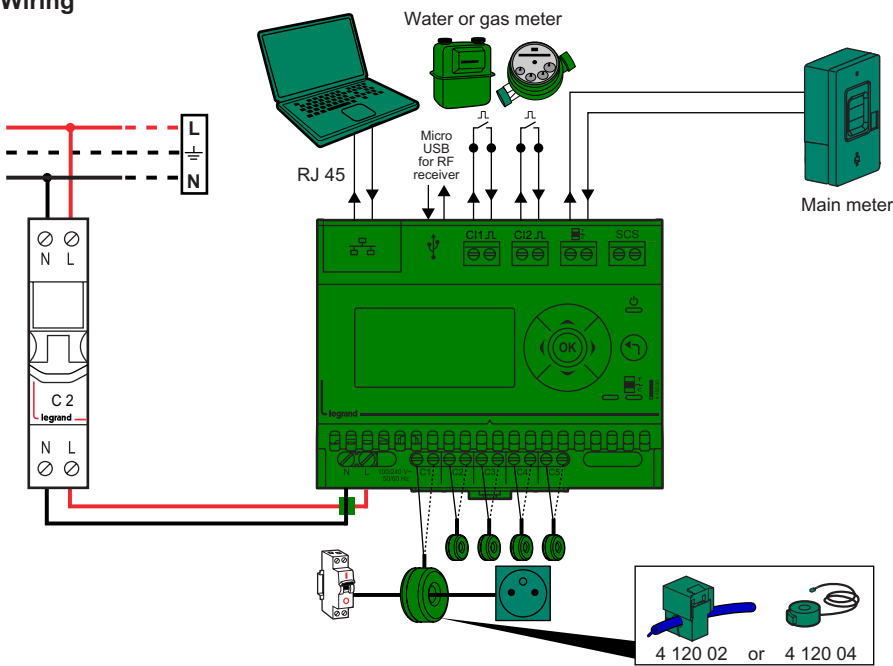 Wiring
Water or gas meter
L
N
RJ 45
Micro
USB
for RF
receiver
Main meter
N L
CI1
CI2
SCS
OK
C 2
legrand
legrand
N L
N L
100/240 V~
50/60 Hz
C1 C2 C3 C4 C5
I
O
4 120 02 or 4 120 04